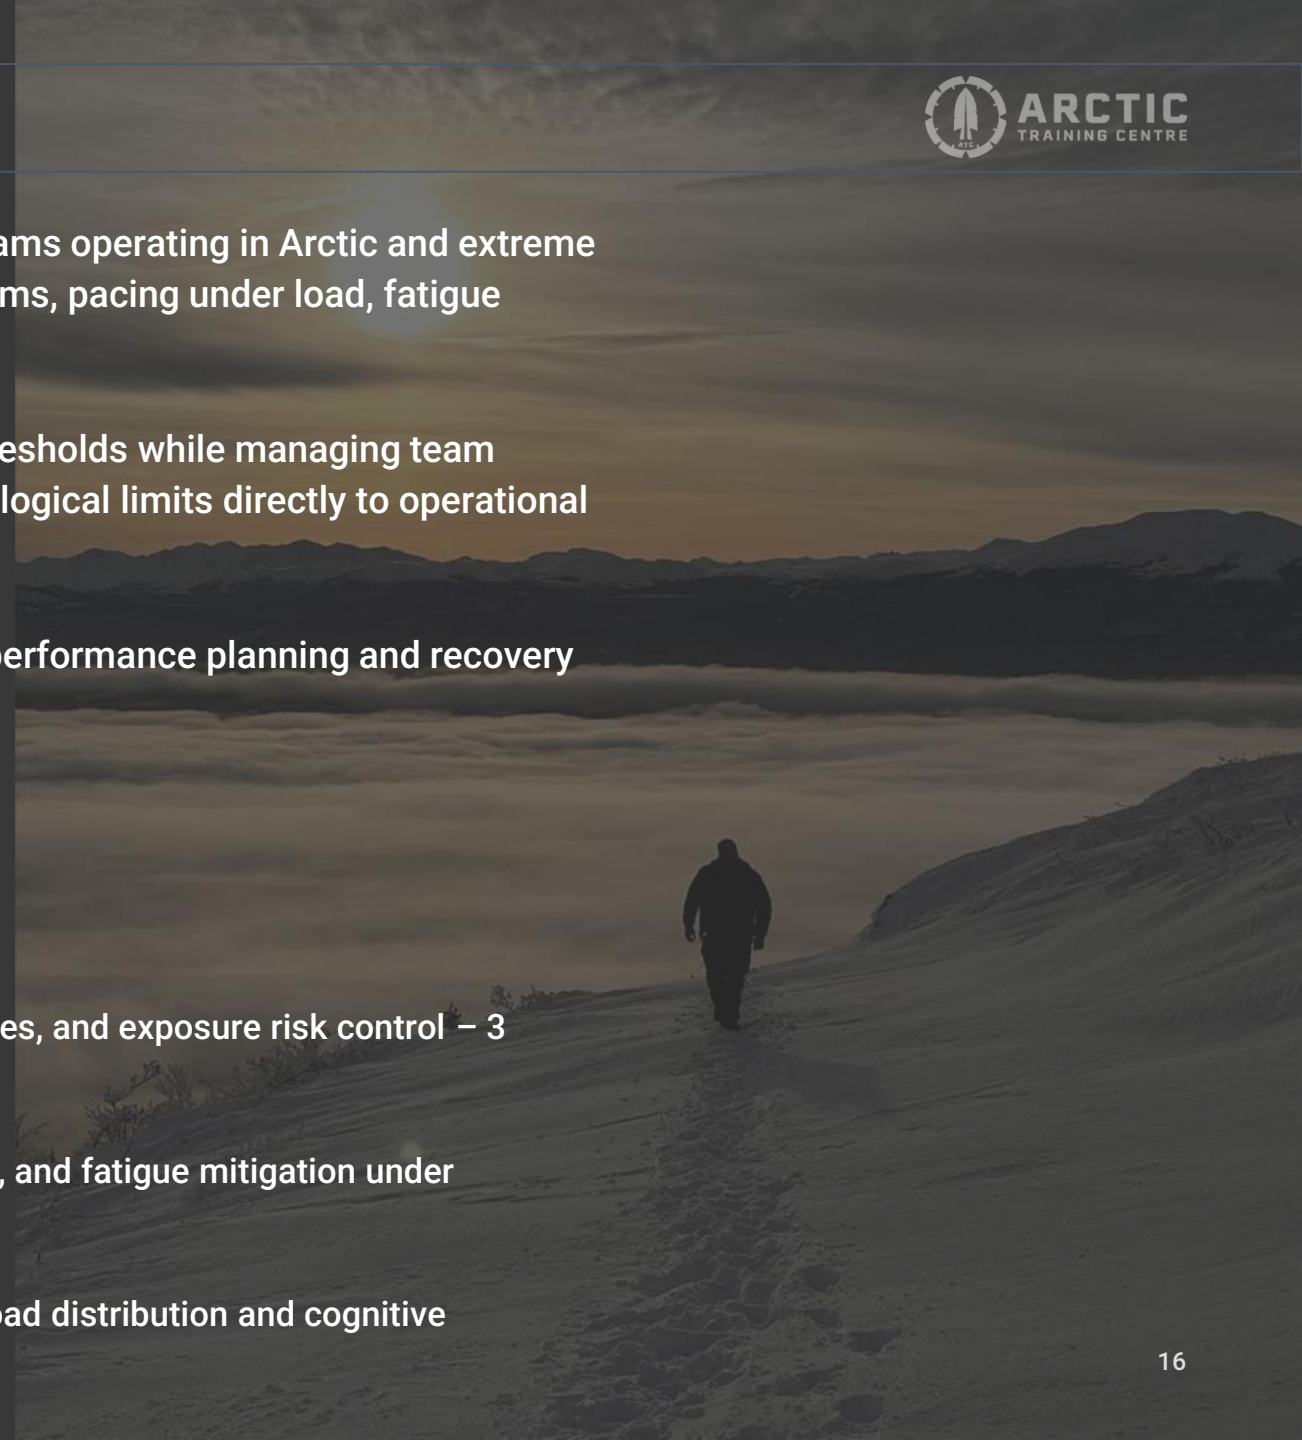 ARCTIC
TRAINING CENTRE
ATC
ams operating in Arctic and extreme
ms, pacing under load, fatigue
esholds while managing team
logical limits directly to operational
performance planning and recovery
es, and exposure risk control – 3
, and fatigue mitigation under
oad distribution and cognitive
16